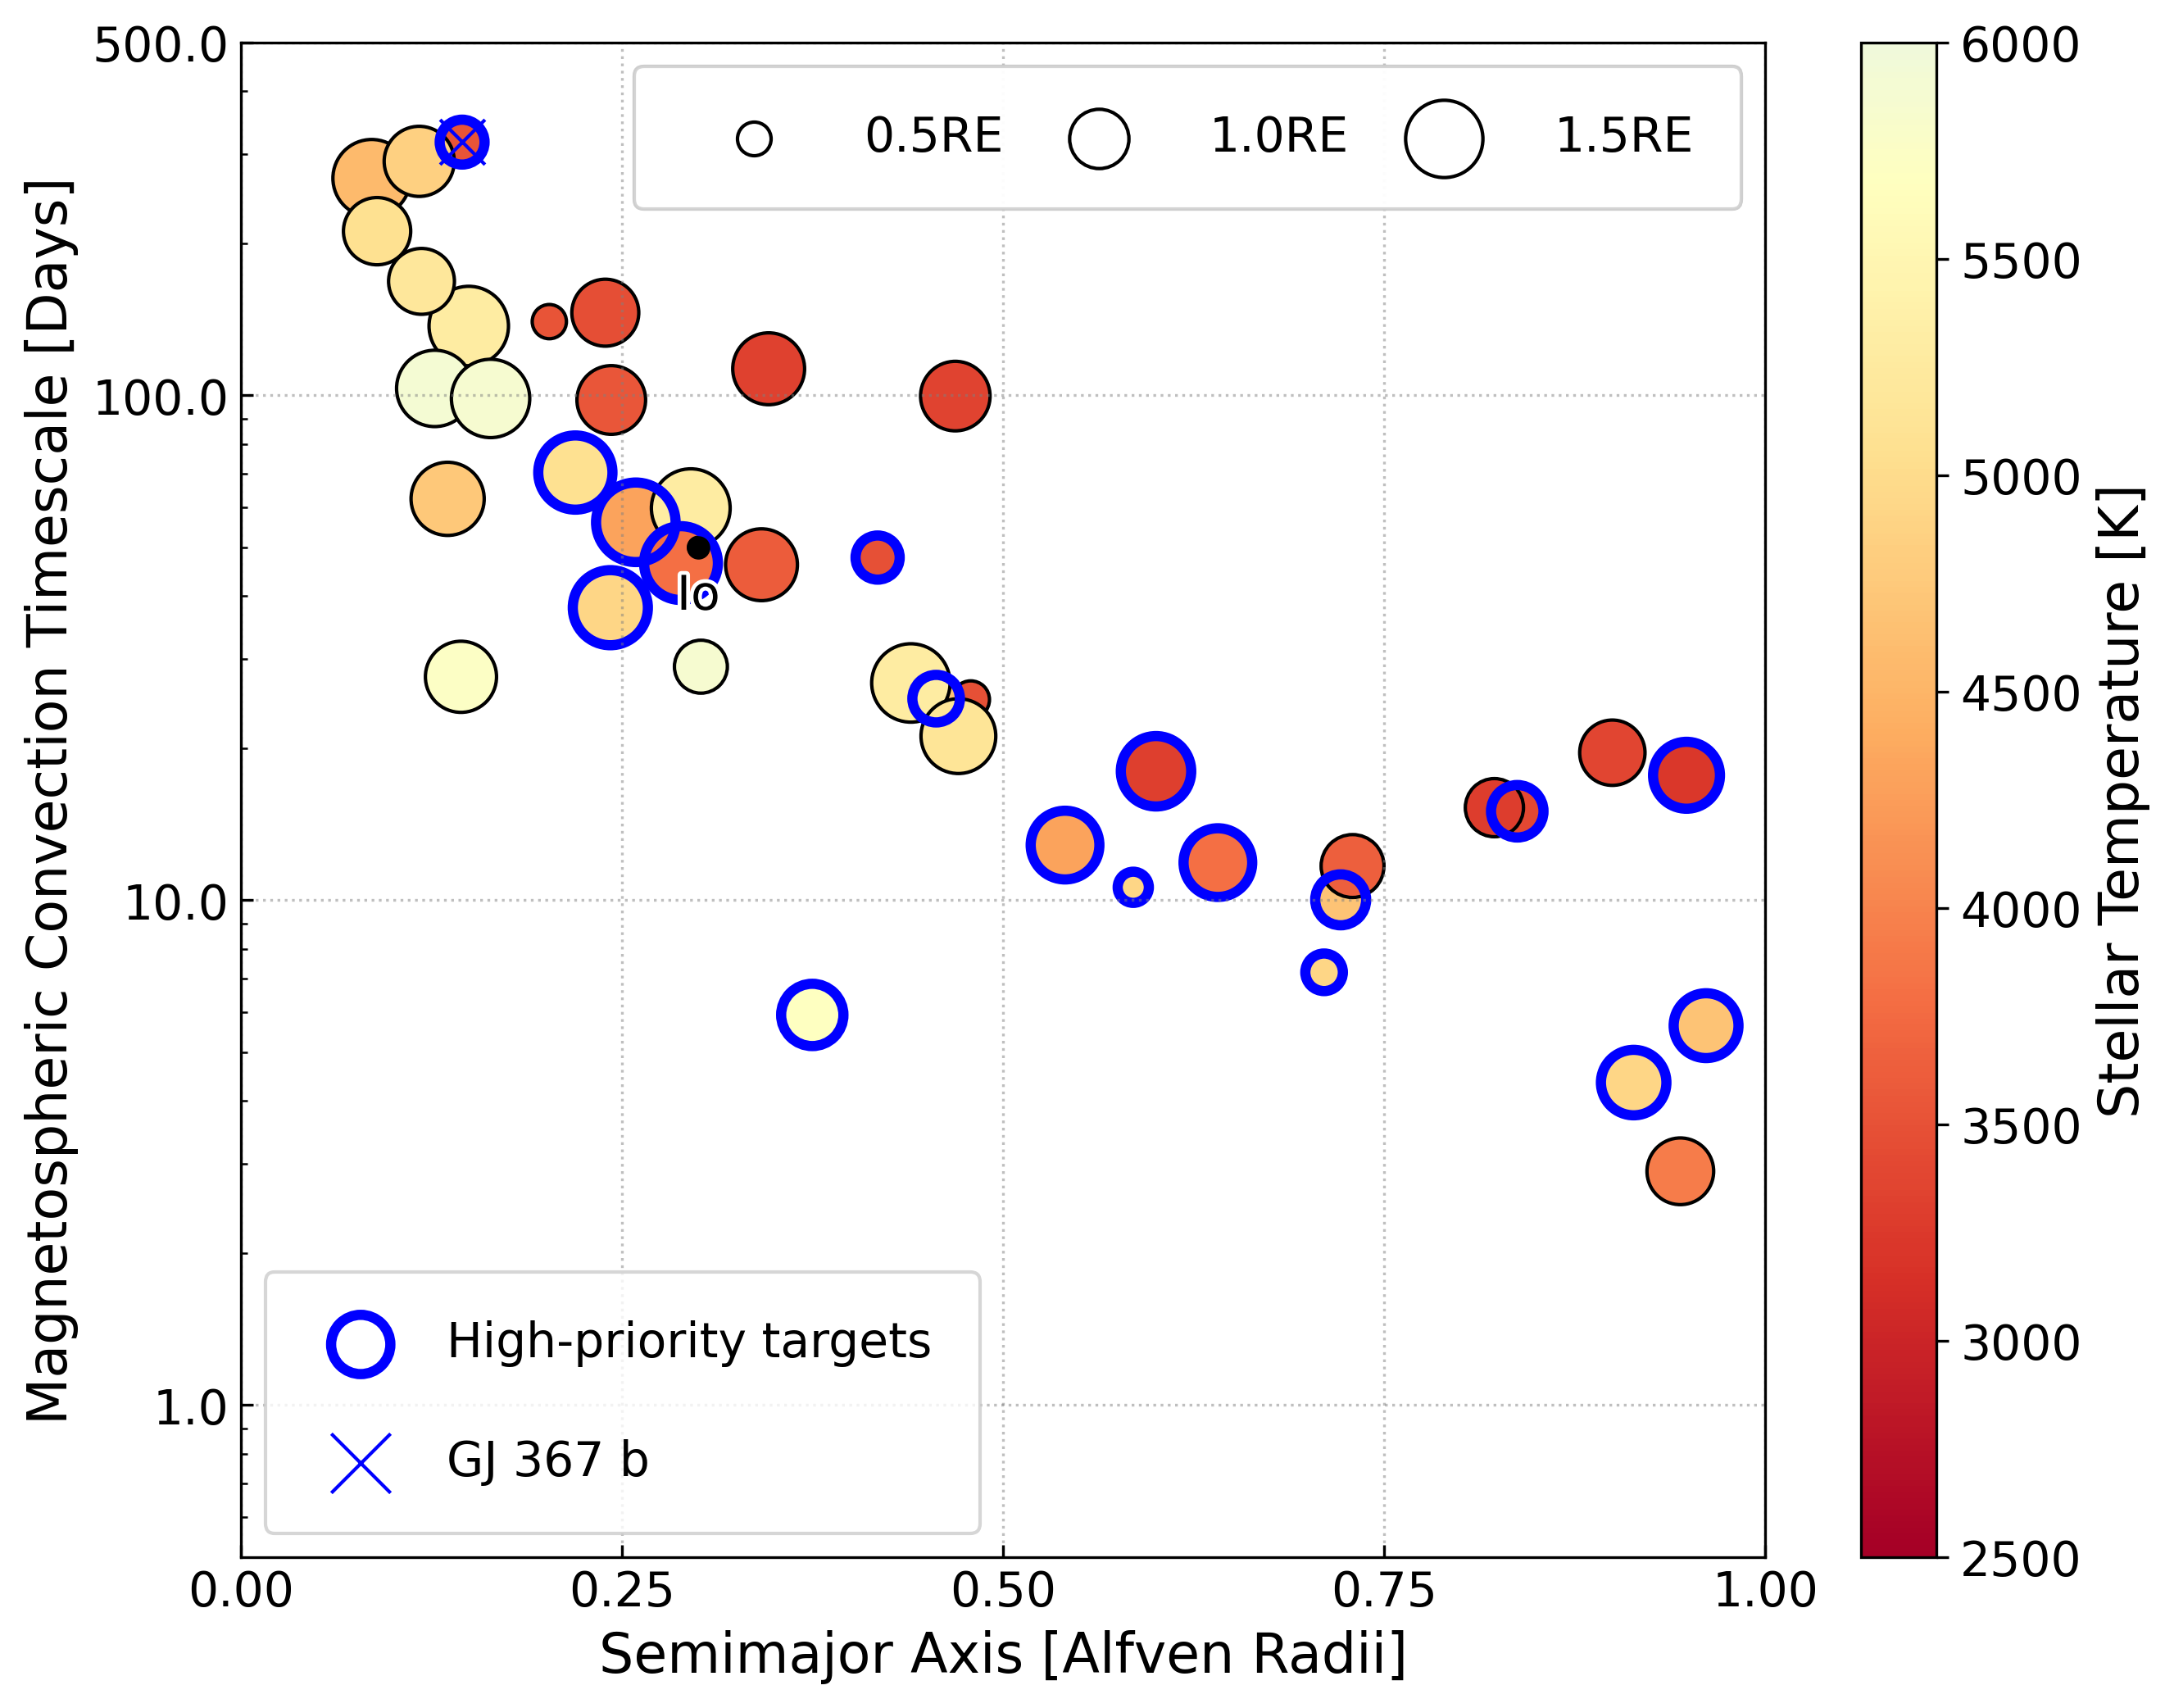 Magnetospheric Convection Timescale [Days]
500.0
100.0
10.0
1.0
0.5RE 1.0RE 1.5RE
Io
High-priority targets
GJ 367 b
0.00 0.25 0.50 0.75 1.00
Semimajor Axis [Alfven Radii]
6000
5500
5000
4500
4000
3500
3000
2500
Stellar Temperature [K]